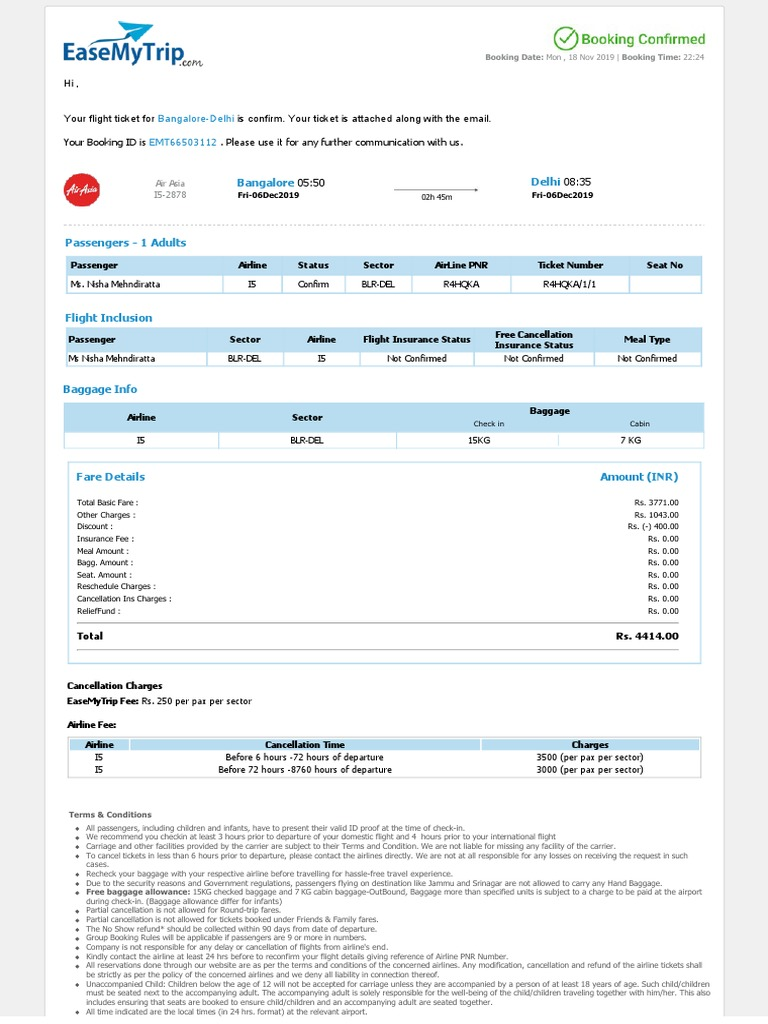 EaseMyTrip.com
Booking Confirmed
Booking Date: Mon , 18 Nov 2019 | Booking Time: 22:24
Hi ,
Your flight ticket for Bangalore-Delhi is confirm. Your ticket is attached along with the email.
Your Booking ID is EMT66503112 . Please use it for any further communication with us.
AirAsia
Air Asia
I5-2878
Bangalore 05:50
Fri-06Dec2019
02h 45m
Delhi 08:35
Fri-06Dec2019
Passengers - 1 Adults
Passenger Airline Status Sector AirLine PNR Ticket Number Seat No
Ms. Nisha Mehndiratta I5 Confirm BLR-DEL R4HQKA R4HQKA/1/1
Flight Inclusion
Passenger Sector Airline Flight Insurance Status Free Cancellation Insurance Status Meal Type
Ms Nisha Mehndiratta BLR-DEL I5 Not Confirmed Not Confirmed Not Confirmed
Baggage Info
Airline Sector Baggage
Check in Cabin
I5 BLR-DEL 15KG 7 KG
Fare Details Amount (INR)
Total Basic Fare : Rs. 3771.00
Other Charges : Rs. 1043.00
Discount : Rs. (-) 400.00
Insurance Fee : Rs. 0.00
Meal Amount : Rs. 0.00
Bagg. Amount : Rs. 0.00
Seat. Amount : Rs. 0.00
Reschedule Charges : Rs. 0.00
Cancellation Ins Charges : Rs. 0.00
ReliefFund : Rs. 0.00
Total Rs. 4414.00
Cancellation Charges
EaseMyTrip Fee: Rs. 250 per pax per sector
Airline Fee:
Airline Cancellation Time Charges
I5 Before 6 hours -72 hours of departure 3500 (per pax per sector)
I5 Before 72 hours -8760 hours of departure 3000 (per pax per sector)
Terms & Conditions
All passengers, including children and infants, have to present their valid ID proof at the time of check-in.
We recommend you checkin at least 3 hours prior to departure of your domestic flight and 4 hours prior to your international flight
Carriage and other facilities provided by the carrier are subject to their Terms and Condition. We are not liable for missing any facility of the carrier.
To cancel tickets in less than 6 hours prior to departure, please contact the airlines directly. We are not at all responsible for any losses on receiving the request in such
cases.
Recheck your baggage with your respective airline before travelling for hassle-free travel experience.
Due to the security reasons and Government regulations, passengers flying on destination like Jammu and Srinagar are not allowed to carry any Hand Baggage.
Free baggage allowance: 15KG checked baggage and 7 KG cabin baggage-OutBound, Baggage more than specified units is subject to a charge to be paid at the airport
during check-in. (Baggage allowance differ for infants)
Partial cancellation is not allowed for Round-trip fares.
Partial cancellation is not allowed for tickets booked under Friends & Family fares.
The No Show refund* should be collected within 90 days from date of departure.
Group Booking Rules will be applicable if passengers are 9 or more in numbers.
Company is not responsible for any delay or cancellation of flights from airline's end.
Kindly contact the airline at least 24 hrs before to reconfirm your flight details giving reference of Airline PNR Number.
All reservations done through our website are as per the terms and conditions of the concerned airlines. Any modification, cancellation and refund of the airline tickets shall
be strictly as per the policy of the concerned airlines and we deny all liability in connection thereof.
Unaccompanied Child: Children below the age of 12 will not be accepted for carriage unless they are accompanied by a person of at least 18 years of age. Such child/children
must be seated next to the accompanying adult. The accompanying adult is solely responsible for the well-being of the child/children traveling together with him/her. This also
includes ensuring that seats are booked to ensure child/children and an accompanying adult are seated together.
All time indicated are the local times (in 24 hrs. format) at the relevant airport.